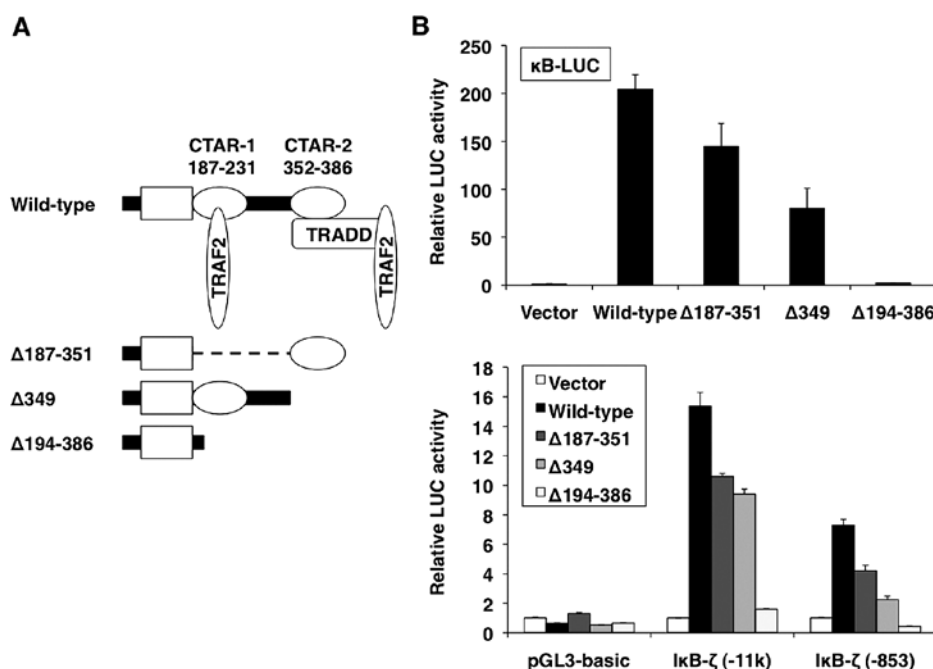 A
CTAR-1 CTAR-2
187-231 352-386
Wild-type
TRADD
TRAF2
TRAF2
Δ187-351
Δ349
Δ194-386
B
κB-LUC
Relative LUC activity
250
200
150
100
50
0
Vector Wild-type Δ187-351 Δ349 Δ194-386
Vector
Wild-type
Δ187-351
Δ349
Δ194-386
Relative LUC activity
18
16
14
12
10
8
6
4
2
0
pGL3-basic IκB-ζ (-11k) IκB-ζ (-853)